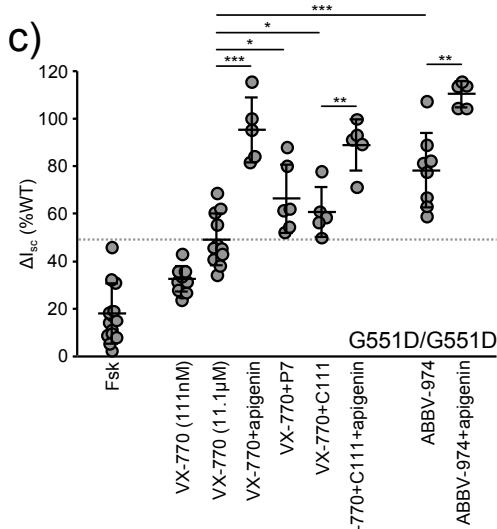 c)
***
*
*
***
**
**
120
100
80
60
40
20
0
ΔIsc (%WT)
G551D/G551D
Fsk
VX-770 (111nM)
VX-770 (11.1µM)
VX-770+apigenin
VX-770+P7
VX-770+C111
-770+C111+apigenin
ABBV-974
ABBV-974+apigenin